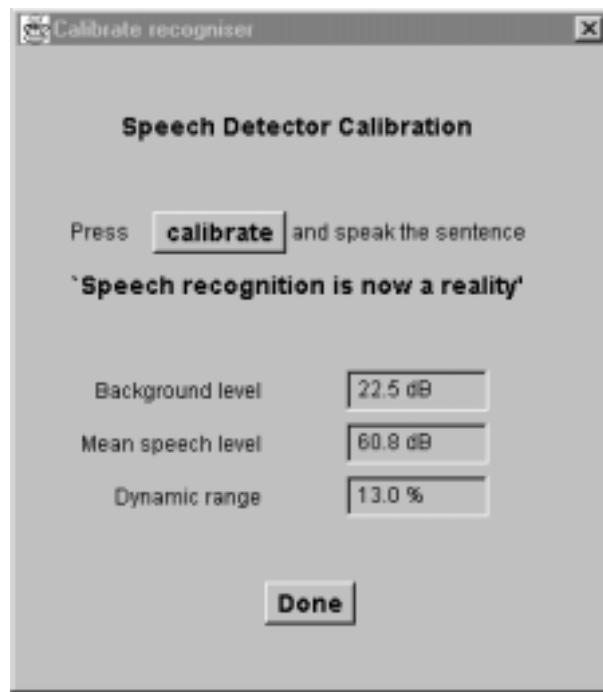 Calibrate recogniser
Speech Detector Calibration
Press calibrate and speak the sentence
`Speech recognition is now a reality'
Background level 22.5 dB
Mean speech level 60.8 dB
Dynamic range 13.0 %
Done